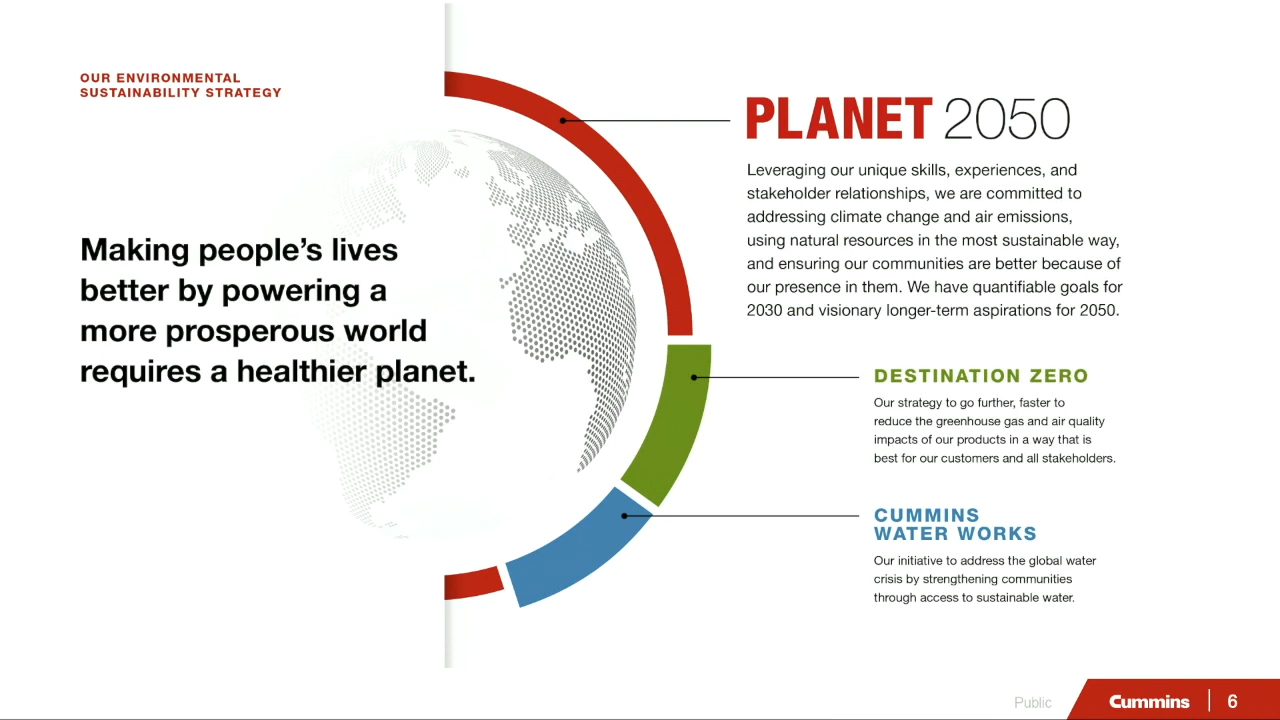 OUR ENVIRONMENTAL
SUSTAINABILITY STRATEGY
Making people’s lives
better by powering a
more prosperous world
requires a healthier planet.
PLANET 2050
Leveraging our unique skills, experiences, and
stakeholder relationships, we are committed to
addressing climate change and air emissions,
using natural resources in the most sustainable way,
and ensuring our communities are better because of
our presence in them. We have quantifiable goals for
2030 and visionary longer-term aspirations for 2050.
DESTINATION ZERO
Our strategy to go further, faster to
reduce the greenhouse gas and air quality
impacts of our products in a way that is
best for our customers and all stakeholders.
CUMMINS
WATER WORKS
Our initiative to address the global water
crisis by strengthening communities
through access to sustainable water.
Public
Cummins | 6